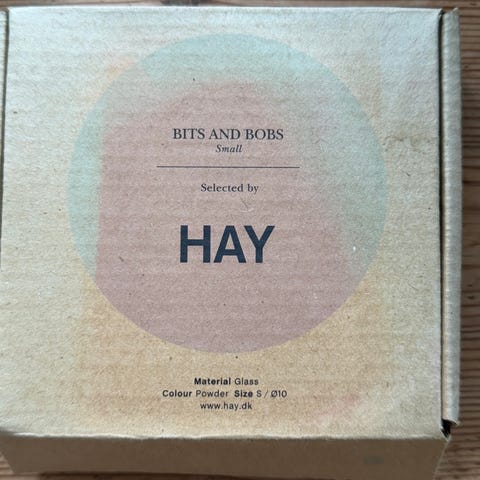 BITS AND BOBS
Small
Selected by
HAY
Material Glass
Colour Powder Size S / Ø10
www.hay.dk